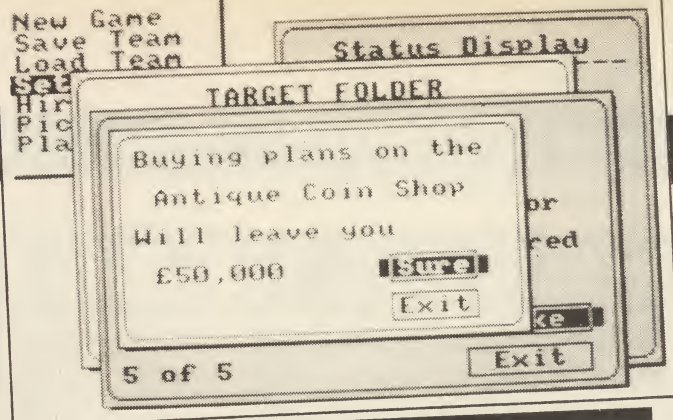 New Game
Save Team
Load Team
Status Display
TARGET FOLDER
Buying plans on the
Antique Coin Shop
Will leave you
£50,000
Sure
Exit
5 of 5
Exit